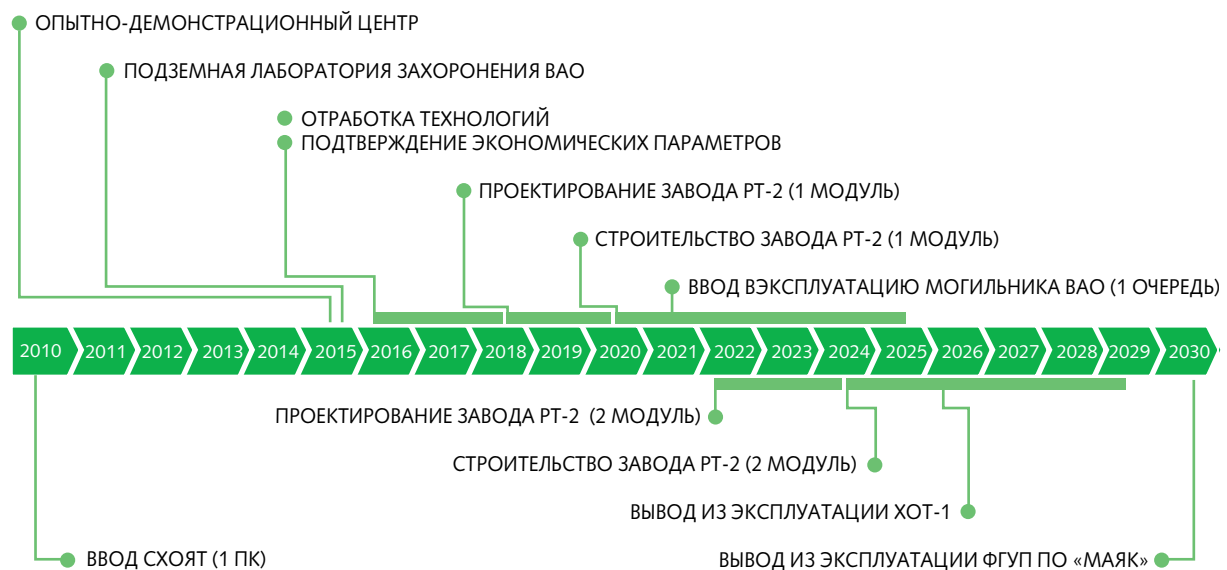 ОПЫТНО-ДЕМОНСТРАЦИОННЫЙ ЦЕНТР
ПОДЗЕМНАЯ ЛАБОРАТОРИЯ ЗАХОРОНЕНИЯ ВАО
ОТРАБОТКА ТЕХНОЛОГИЙ
ПОДТВЕРЖДЕНИЕ ЭКОНОМИЧЕСКИХ ПАРАМЕТРОВ
ПРОЕКТИРОВАНИЕ ЗАВОДА РТ-2 (1 МОДУЛЬ)
СТРОИТЕЛЬСТВО ЗАВОДА РТ-2 (1 МОДУЛЬ)
ВВОД ВЭКСПЛУАТАЦИЮ МОГИЛЬНИКА ВАО (1 ОЧЕРЕДЬ)
2010 2011 2012 2013 2014 2015 2016 2017 2018 2019 2020 2021 2022 2023 2024 2025 2026 2027 2028 2029 2030
ПРОЕКТИРОВАНИЕ ЗАВОДА РТ-2 (2 МОДУЛЬ)
СТРОИТЕЛЬСТВО ЗАВОДА РТ-2 (2 МОДУЛЬ)
ВЫВОД ИЗ ЭКСПЛУАТАЦИИ ХОТ-1
ВВОД СХОЯТ (1 ПК)
ВЫВОД ИЗ ЭКСПЛУАТАЦИИ ФГУП ПО «МАЯК»